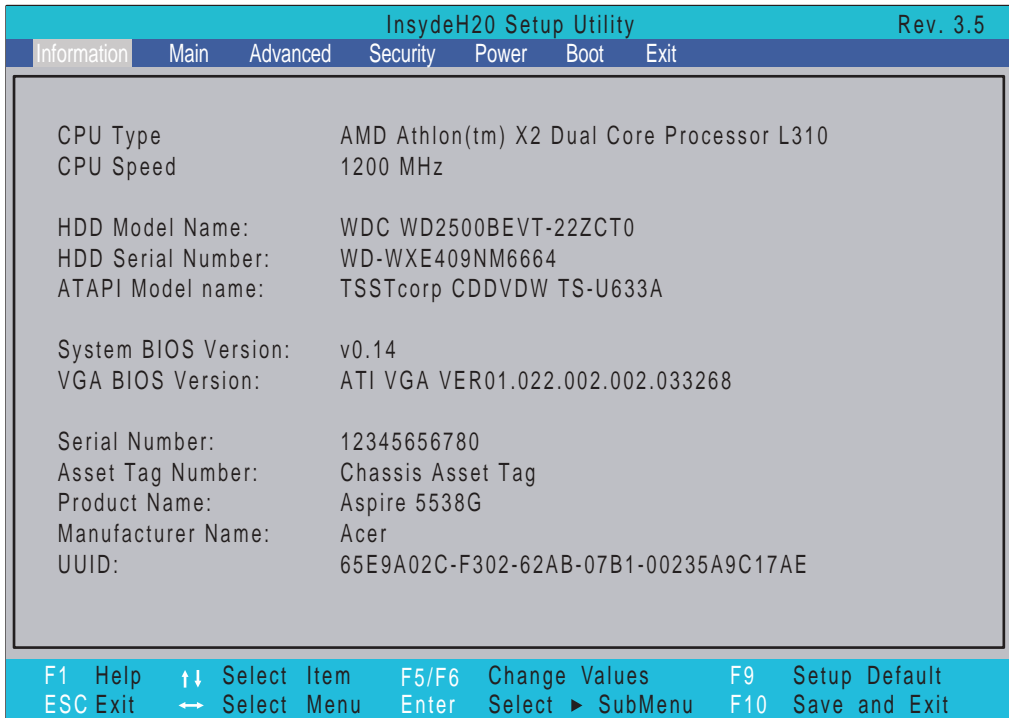 InsydeH20 Setup Utility Rev. 3.5
Information Main Advanced Security Power Boot Exit
CPU Type AMD Athlon(tm) X2 Dual Core Processor L310
CPU Speed 1200 MHz
HDD Model Name: WDC WD2500BEVT-22ZCT0
HDD Serial Number: WD-WXE409NM6664
ATAPI Model name: TSSTcorp CDDVDW TS-U633A
System BIOS Version: v0.14
VGA BIOS Version: ATI VGA VER01.022.002.002.033268
Serial Number: 12345656780
Asset Tag Number: Chassis Asset Tag
Product Name: Aspire 5538G
Manufacturer Name: Acer
UUID: 65E9A02C-F302-62AB-07B1-00235A9C17AE
F1 Help ↑↓ Select Item F5/F6 Change Values F9 Setup Default
ESC Exit ↔ Select Menu Enter Select ► SubMenu F10 Save and Exit